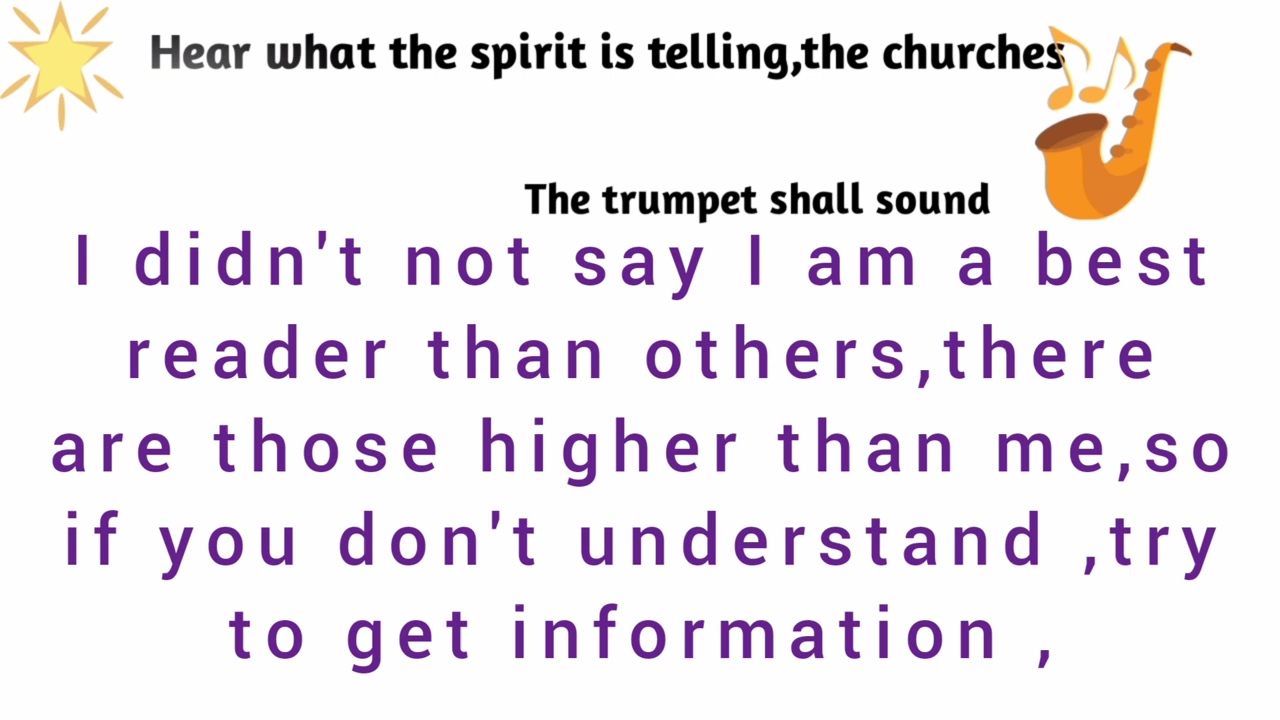 Hear what the spirit is telling,the churches
The trumpet shall sound
I didn't not say I am a best
reader than others,there
are those higher than me,so
if you don't understand ,try
to get information ,